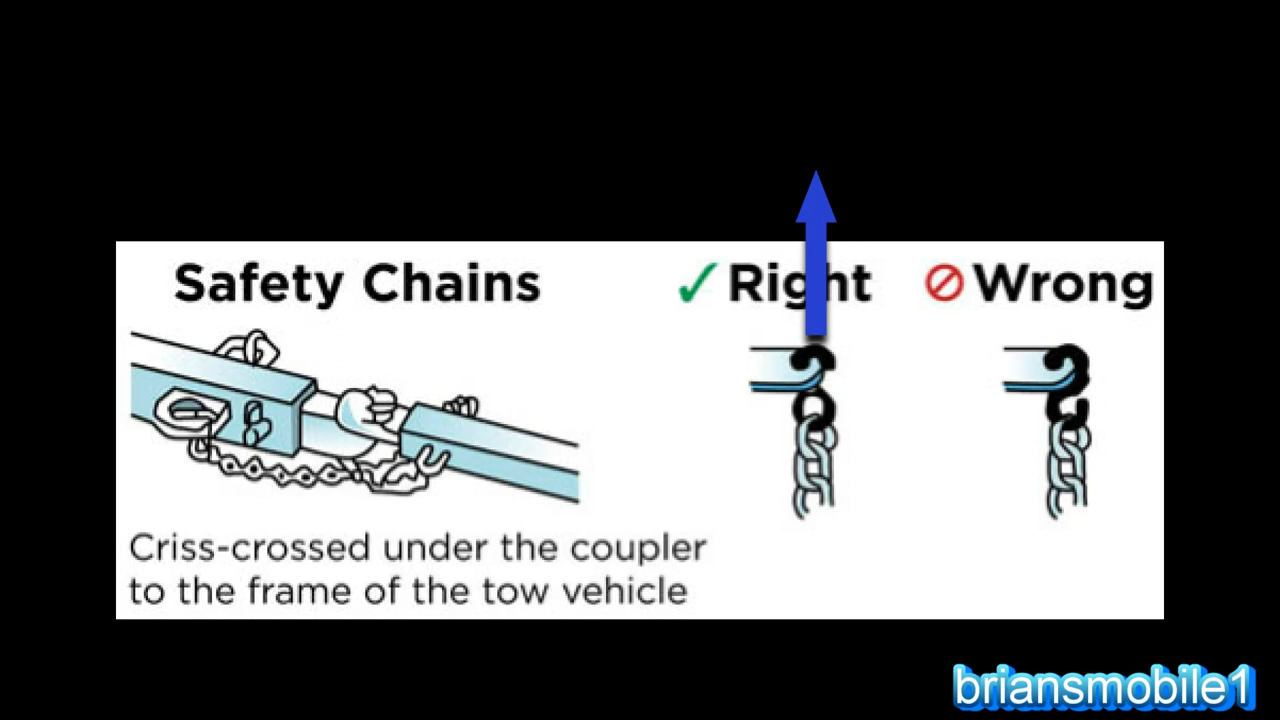 Safety Chains
✓ Right
Wrong
Criss-crossed under the coupler
to the frame of the tow vehicle
briansmobile1